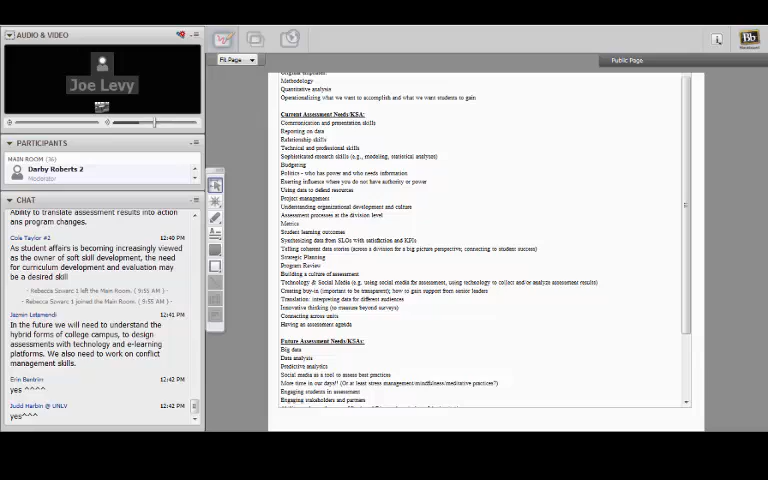 AUDIO & VIDEO
Joe Levy
PARTICIPANTS
MAIN ROOM (36)
Darby Roberts 2
Moderator
CHAT
Ability to translate assessment results into action
ans program changes.
Cole Taylor #2 12:40 PM
As student affairs is becoming increasingly viewed
as the owner of soft skill development, the need
for curriculum development and evaluation may
be a desired skill
- Rebecca Sowarc 1 left the Main Room. ( 9:55 AM ) -
- Rebecca Sowarc 1 joined the Main Room. ( 9:55 AM ) -
Jazmin Letamendi 12:41 PM
In the future we will need to understand the
hybrid forms of college campus, to design
assessments with technology and e-learning
platforms. We also need to work on conflict
management skills.
Erin Bentrim 12:42 PM
yes ^^^^
Judd Harbin @ UNLV 12:42 PM
yes^^^
Fit Page
Public Page
Bb
Methodology
Quantitative analysis
Operationalizing what we want to accomplish and what we want students to gain
Current Assessment Needs/KSA:
Communication and presentation skills
Reporting on data
Relationship skills
Technical and professional skills
Sophisticated research skills (e.g., modeling, statistical analyses)
Budgeting
Politics - who has power and who needs information
Exerting influence where you do not have authority or power
Using data to defend resources
Project management
Understanding organizational development and culture
Assessment processes at the division level
Metrics
Student learning outcomes
Synthesizing data from SLOs with satisfaction and KPIs
Telling coherent data stories (across a division for a big picture perspective; connecting to student success)
Strategic Planning
Program Review
Building a culture of assessment
Technology & Social Media (e.g. using social media for assessment, using technology to collect and/or analyze assessment results)
Creating buy-in (important to be transparent); how to gain support from senior leaders
Translation: interpreting data for different audiences
Innovative thinking (to measure beyond surveys)
Connecting across units
Having an assessment agenda
Future Assessment Needs/KSAs:
Big data
Data analysis
Predictive analytics
Social media as a tool to assess best practices
More time in our days!! (Or at least stress management/mindfulness/meditative practices?)
Engaging students in assessment
Engaging stakeholders and partners